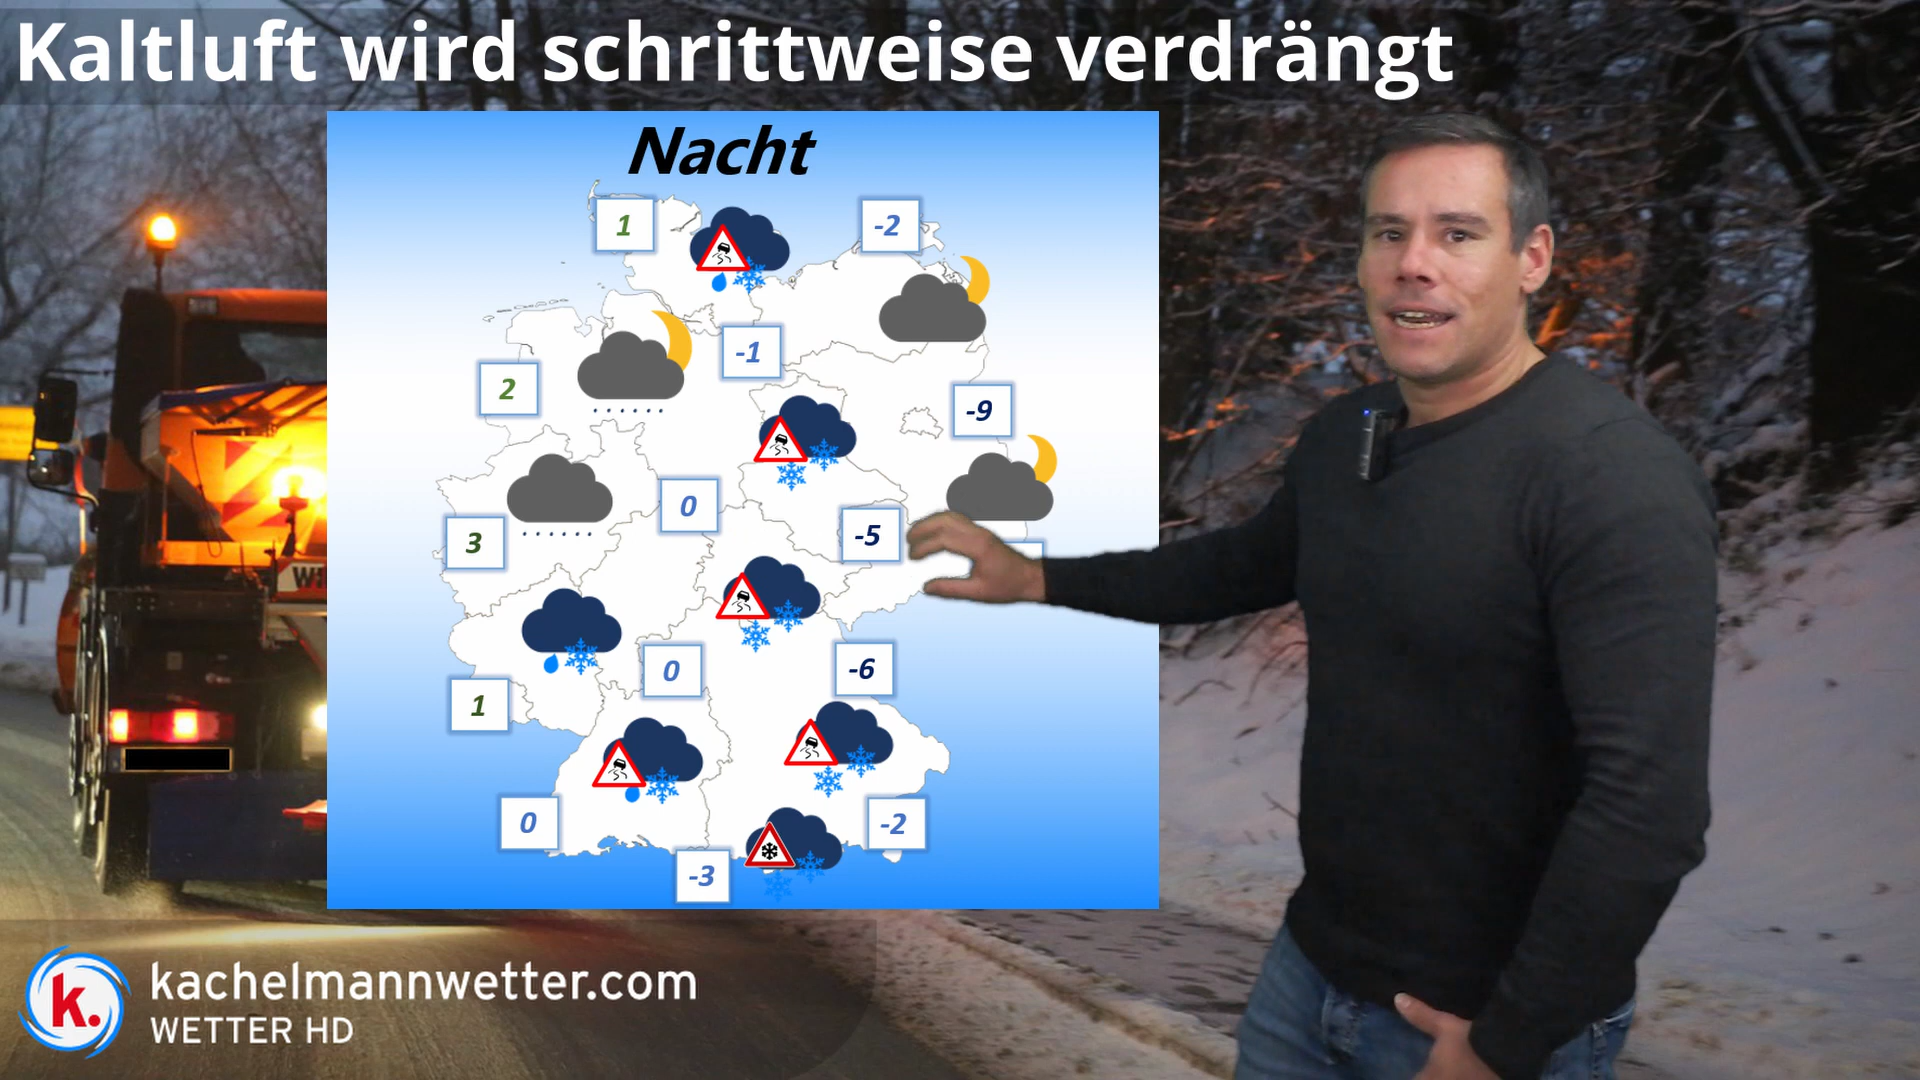 Kaltluft wird schrittweise verdrängt
Nacht
1
-2
-1
2
-9
0
3
-5
0
-6
1
0
-2
-3
k.
kachelmannwetter.com
WETTER HD